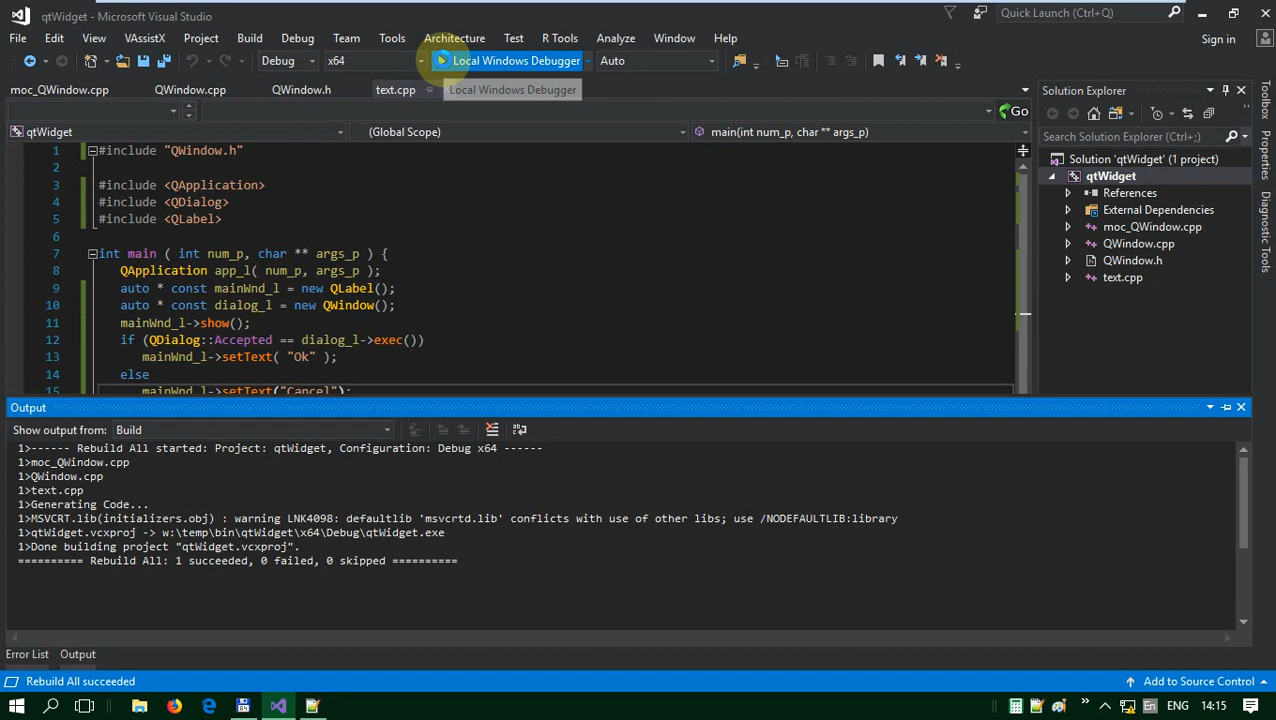 qtWidget - Microsoft Visual Studio
Quick Launch (Ctrl+Q)
File Edit View VAssistX Project Build Debug Team Tools Architecture Test R Tools Analyze Window Help
Sign in
Debug x64 Local Windows Debugger Auto
moc_QWindow.cpp QWindow.cpp QWindow.h text.cpp
Local Windows Debugger
Go
qtWidget (Global Scope) main(int num_p, char ** args_p)
1 #include "QWindow.h"
2
3 #include <QApplication>
4 #include <QDialog>
5 #include <QLabel>
6
7 int main ( int num_p, char ** args_p ) {
8 QApplication app_l( num_p, args_p );
9 auto * const mainWnd_l = new QLabel();
10 auto * const dialog_l = new QWindow();
11 mainWnd_l->show();
12 if (QDialog::Accepted == dialog_l->exec())
13 mainWnd_l->setText( "Ok" );
14 else
15 mainWnd_l->setText("Cancel");
Solution Explorer
Search Solution Explorer (Ctrl+;)
Solution 'qtWidget' (1 project)
qtWidget
References
External Dependencies
moc_QWindow.cpp
QWindow.cpp
QWindow.h
text.cpp
Toolbox
Properties
Diagnostic Tools
Output
Show output from: Build
1>------ Rebuild All started: Project: qtWidget, Configuration: Debug x64 ------
1>moc_QWindow.cpp
1>QWindow.cpp
1>text.cpp
1>Generating Code...
1>MSVCRT.lib(initializers.obj) : warning LNK4098: defaultlib 'msvcrtd.lib' conflicts with use of other libs; use /NODEFAULTLIB:library
1>qtWidget.vcxproj -> w:\temp\bin\qtWidget\x64\Debug\qtWidget.exe
1>Done building project "qtWidget.vcxproj".
========== Rebuild All: 1 succeeded, 0 failed, 0 skipped ==========
Error List Output
Rebuild All succeeded
Add to Source Control
64
En ENG 14:15